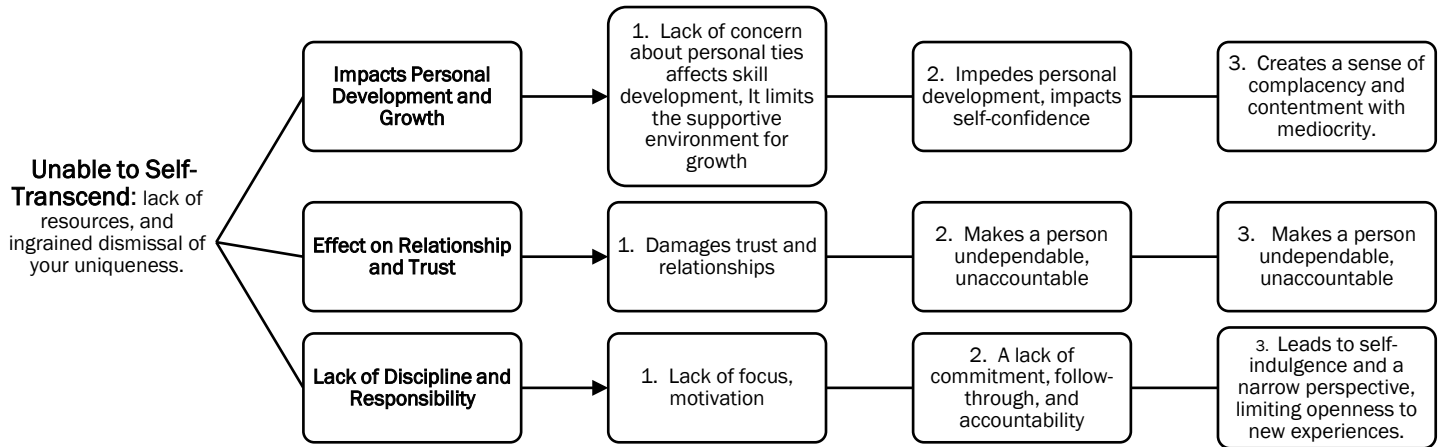 Unable to Self-
Transcend: lack of
resources, and
ingrained dismissal of
your uniqueness.
Impacts Personal
Development and
Growth
1. Lack of concern
about personal ties
affects skill
development, It limits
the supportive
environment for
growth
2. Impedes personal
development, impacts
self-confidence
3. Creates a sense of
complacency and
contentment with
mediocrity.
Effect on Relationship
and Trust
1. Damages trust and
relationships
2. Makes a person
undependable,
unaccountable
3. Makes a person
undependable,
unaccountable
Lack of Discipline and
Responsibility
1. Lack of focus,
motivation
2. A lack of
commitment, follow-
through, and
accountability
3. Leads to self-
indulgence and a
narrow perspective,
limiting openness to
new experiences.